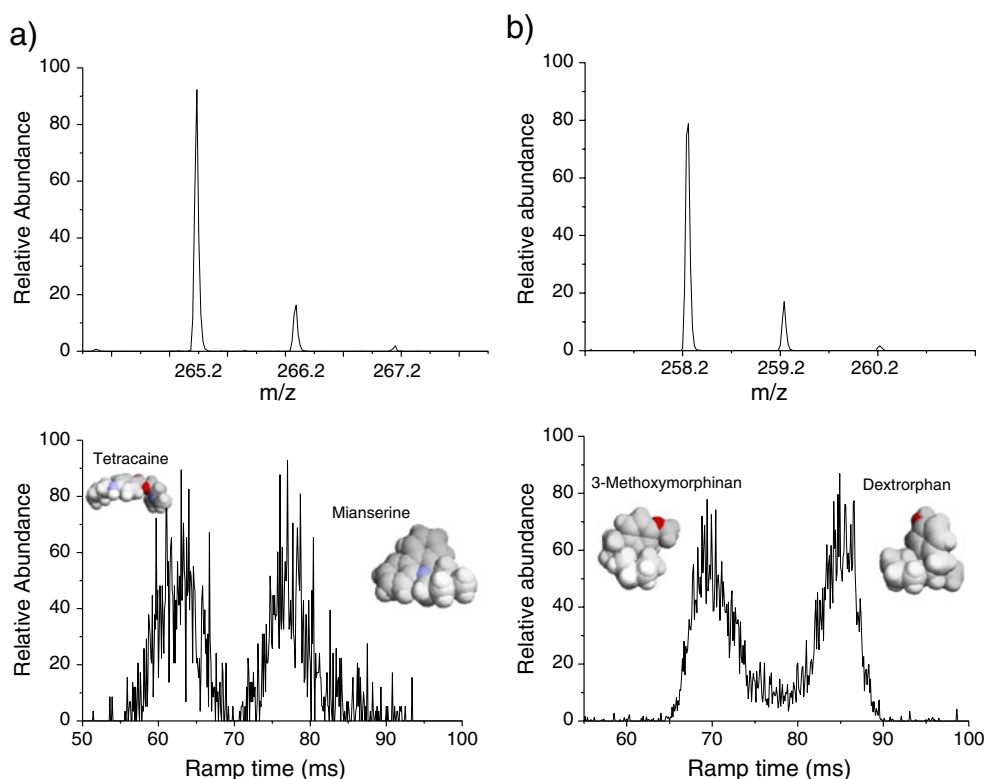 a)
Relative Abundance
100
80
60
40
20
0
265.2 266.2 267.2
m/z
b)
Relative abundance
100
80
60
40
20
0
258.2 259.2 260.2
m/z
Relative Abundance
100
80
60
40
20
0
Tetracaine
Mianserine
50 60 70 80 90 100
Ramp time (ms)
Relative abundance
100
80
60
40
20
0
3-Methoxymorphinan
Dextrorphan
60 70 80 90 100
Ramp time (ms)